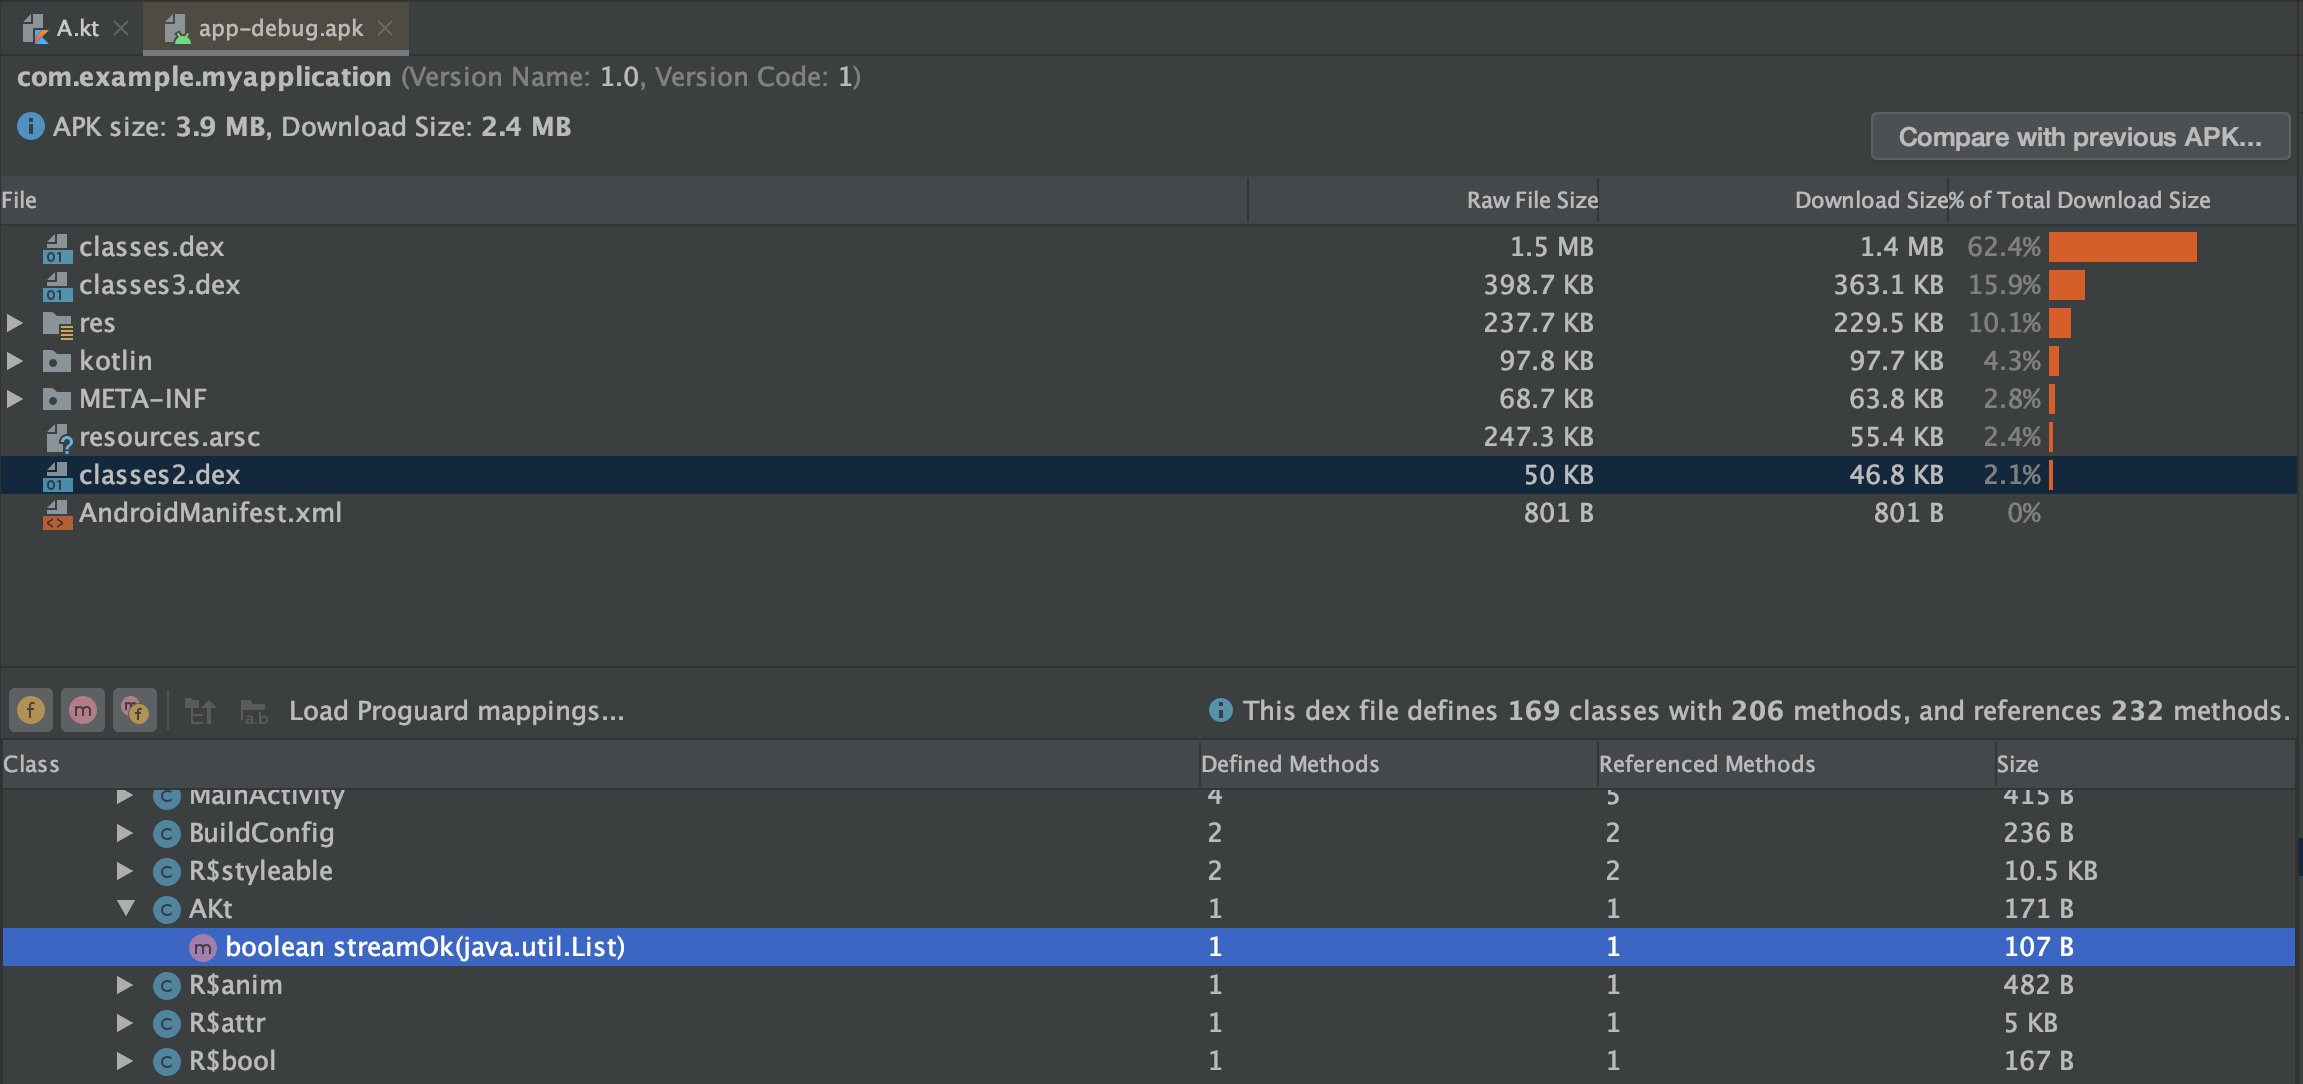 A.kt app-debug.apk
com.example.myapplication (Version Name: 1.0, Version Code: 1)
APK size: 3.9 MB, Download Size: 2.4 MB
Compare with previous APK...
File Raw File Size Download Size % of Total Download Size
classes.dex 1.5 MB 1.4 MB 62.4%
classes3.dex 398.7 KB 363.1 KB 15.9%
res 237.7 KB 229.5 KB 10.1%
kotlin 97.8 KB 97.7 KB 4.3%
META-INF 68.7 KB 63.8 KB 2.8%
resources.arsc 247.3 KB 55.4 KB 2.4%
classes2.dex 50 KB 46.8 KB 2.1%
AndroidManifest.xml 801 B 801 B 0%
Load Proguard mappings... This dex file defines 169 classes with 206 methods, and references 232 methods.
Class Defined Methods Referenced Methods Size
MainActivity 4 5 415 B
BuildConfig 2 2 236 B
R$styleable 2 2 10.5 KB
AKt 1 1 171 B
boolean streamOk(java.util.List) 1 1 107 B
R$anim 1 1 482 B
R$attr 1 1 5 KB
R$bool 1 1 167 B